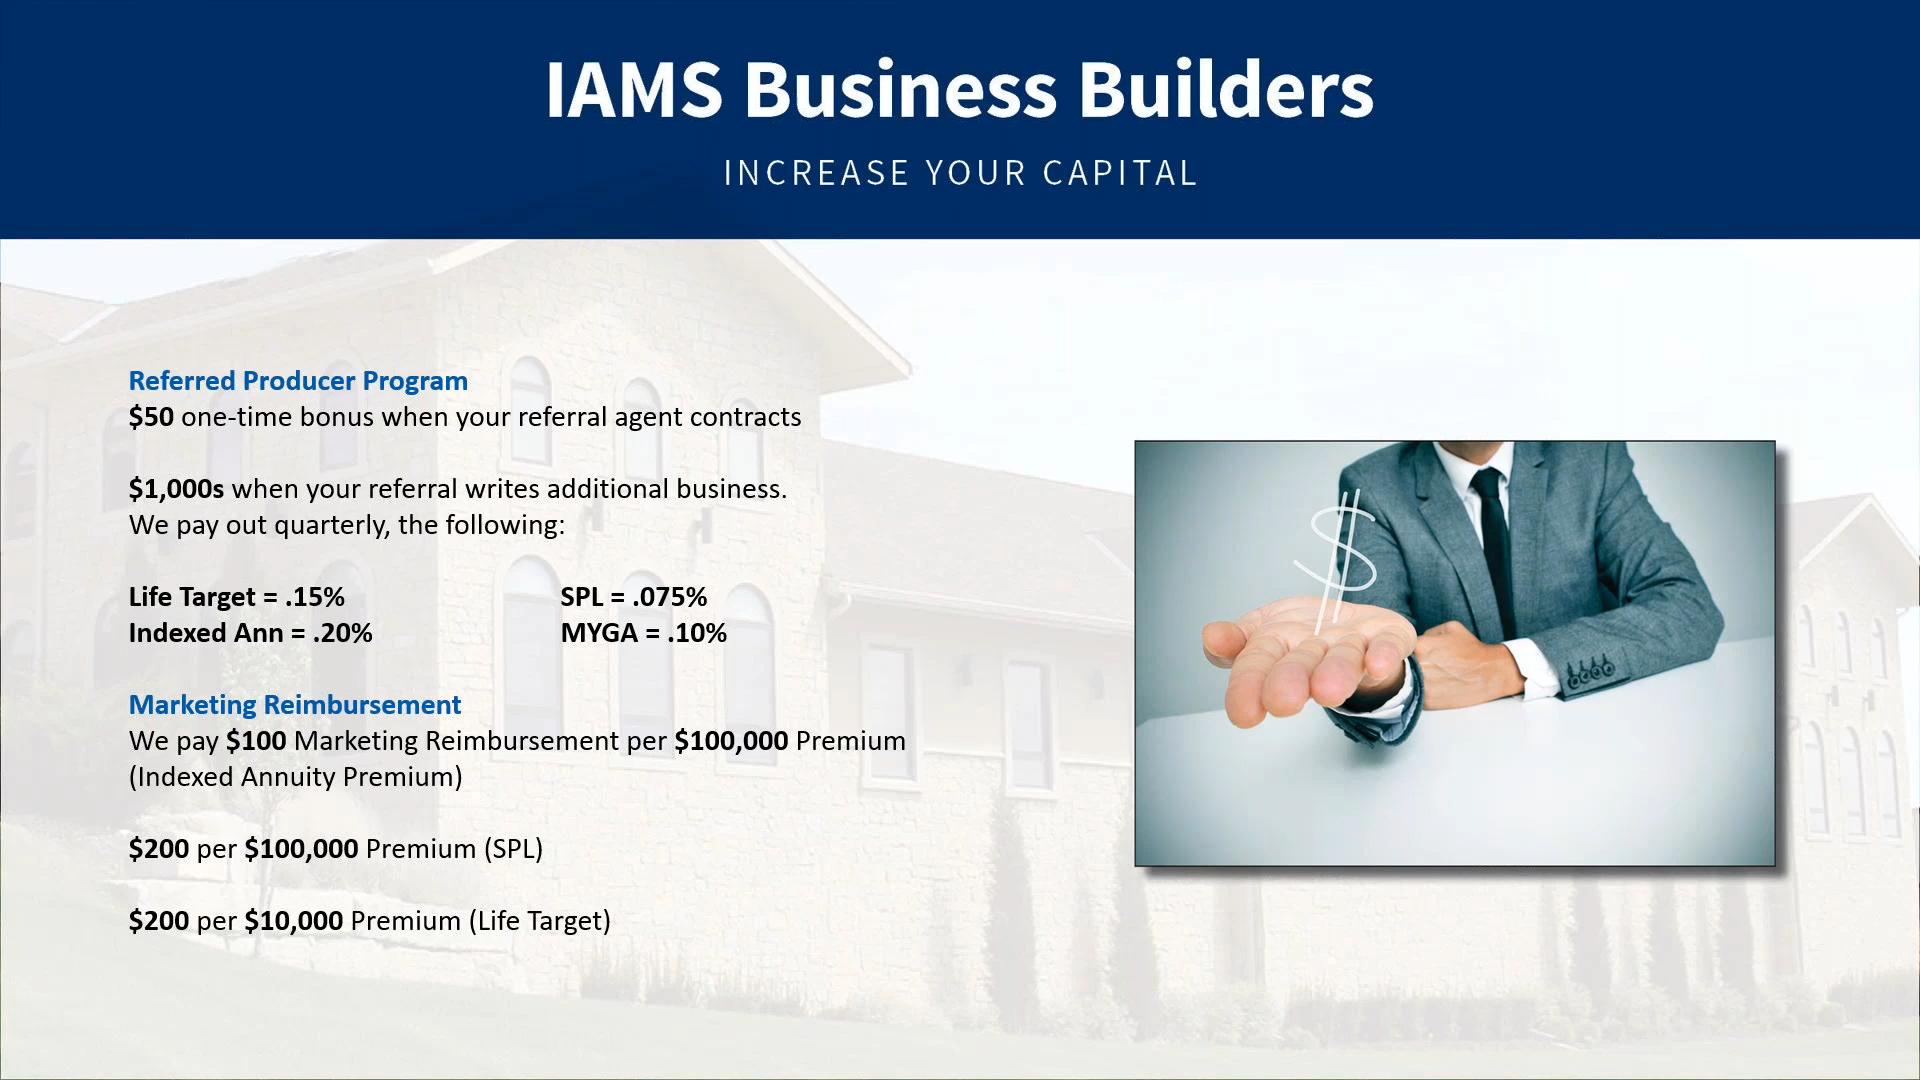 IAMS Business Builders
INCREASE YOUR CAPITAL
Referred Producer Program
$50 one-time bonus when your referral agent contracts
$1,000s when your referral writes additional business.
We pay out quarterly, the following:
Life Target = .15% SPL = .075%
Indexed Ann = .20% MYGA = .10%
Marketing Reimbursement
We pay $100 Marketing Reimbursement per $100,000 Premium
(Indexed Annuity Premium)
$200 per $100,000 Premium (SPL)
$200 per $10,000 Premium (Life Target)
$